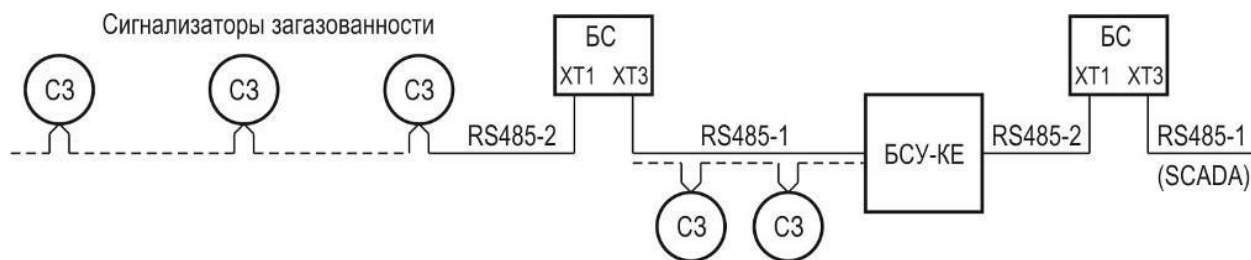 Сигнализаторы загазованности
СЗ
СЗ
СЗ
RS485-2
БС
XT1 XT3
RS485-1
СЗ
СЗ
БСУ-КЕ
RS485-2
БС
XT1 XT3
RS485-1
(SCADA)